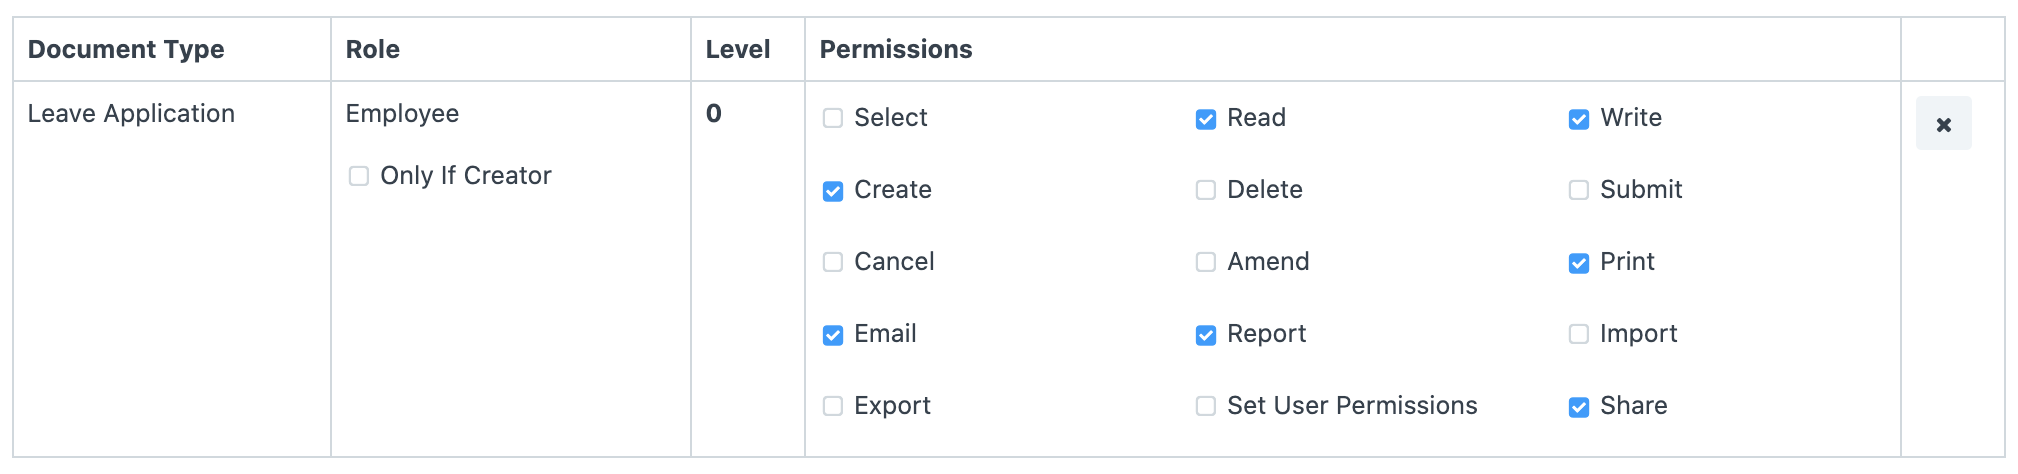 Document Type Role Level Permissions
Leave Application Employee 0 Select Read Write
Only If Creator Create Delete Submit
Cancel Amend Print
Email Report Import
Export Set User Permissions Share